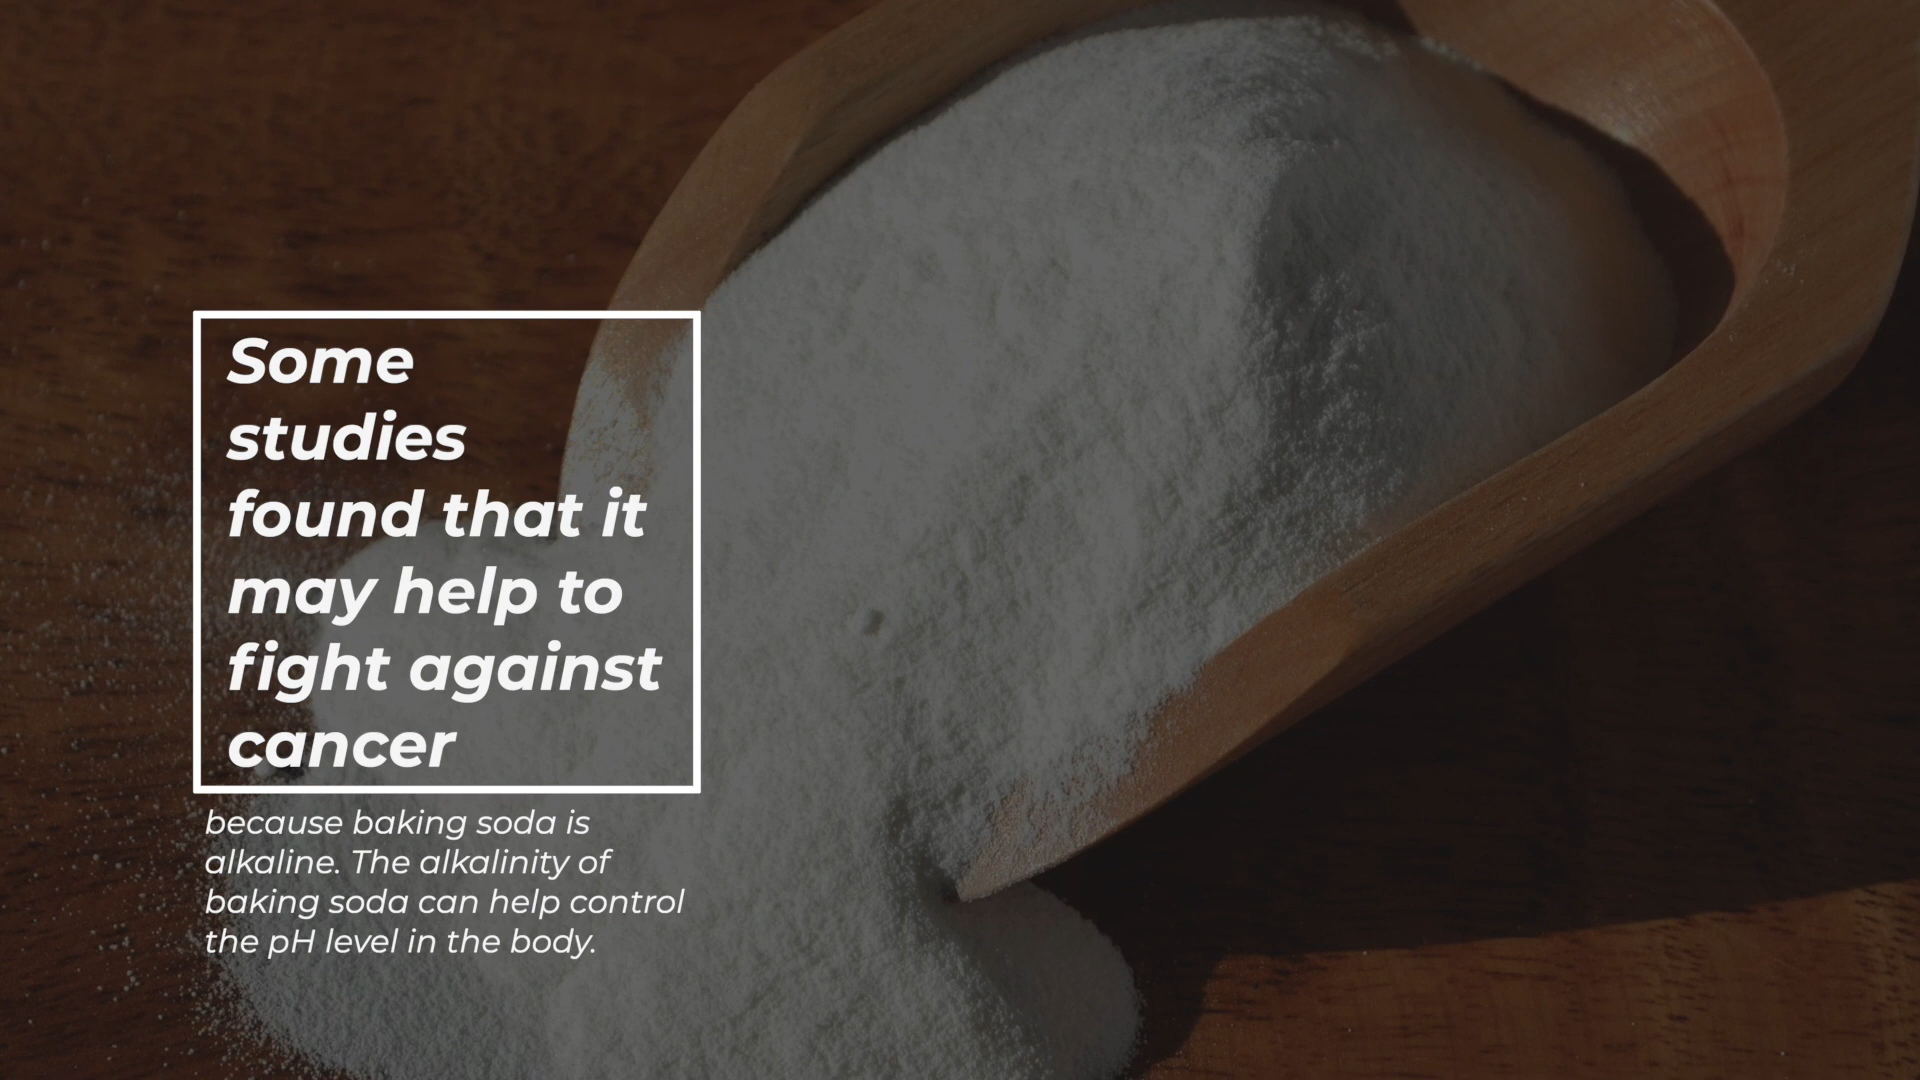 Some
studies
found that it
may help to
fight against
cancer
because baking soda is
alkaline. The alkalinity of
baking soda can help control
the pH level in the body.